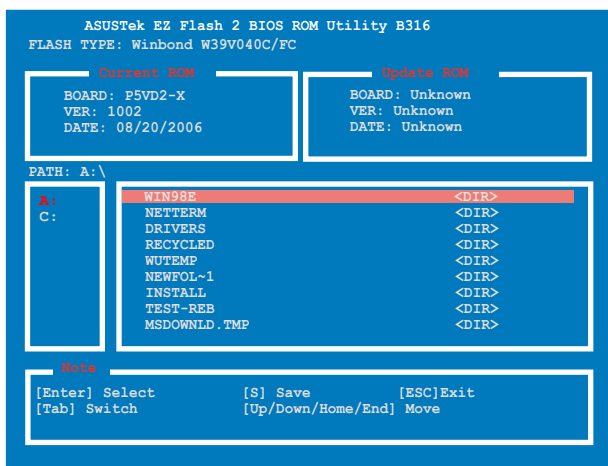 ASUSTek EZ Flash 2 BIOS ROM Utility B316
FLASH TYPE: Winbond W39V040C/FC
Current ROM
BOARD: P5VD2-X
VER: 1002
DATE: 08/20/2006
Update ROM
BOARD: Unknown
VER: Unknown
DATE: Unknown
PATH: A:\
A:
C:
WIN98E <DIR>
NETTERM <DIR>
DRIVERS <DIR>
RECYCLED <DIR>
WUTEMP <DIR>
NEWFOL~1 <DIR>
INSTALL <DIR>
TEST-REB <DIR>
MSDOWNLD.TMP <DIR>
Note
[Enter] Select [S] Save [ESC]Exit
[Tab] Switch [Up/Down/Home/End] Move